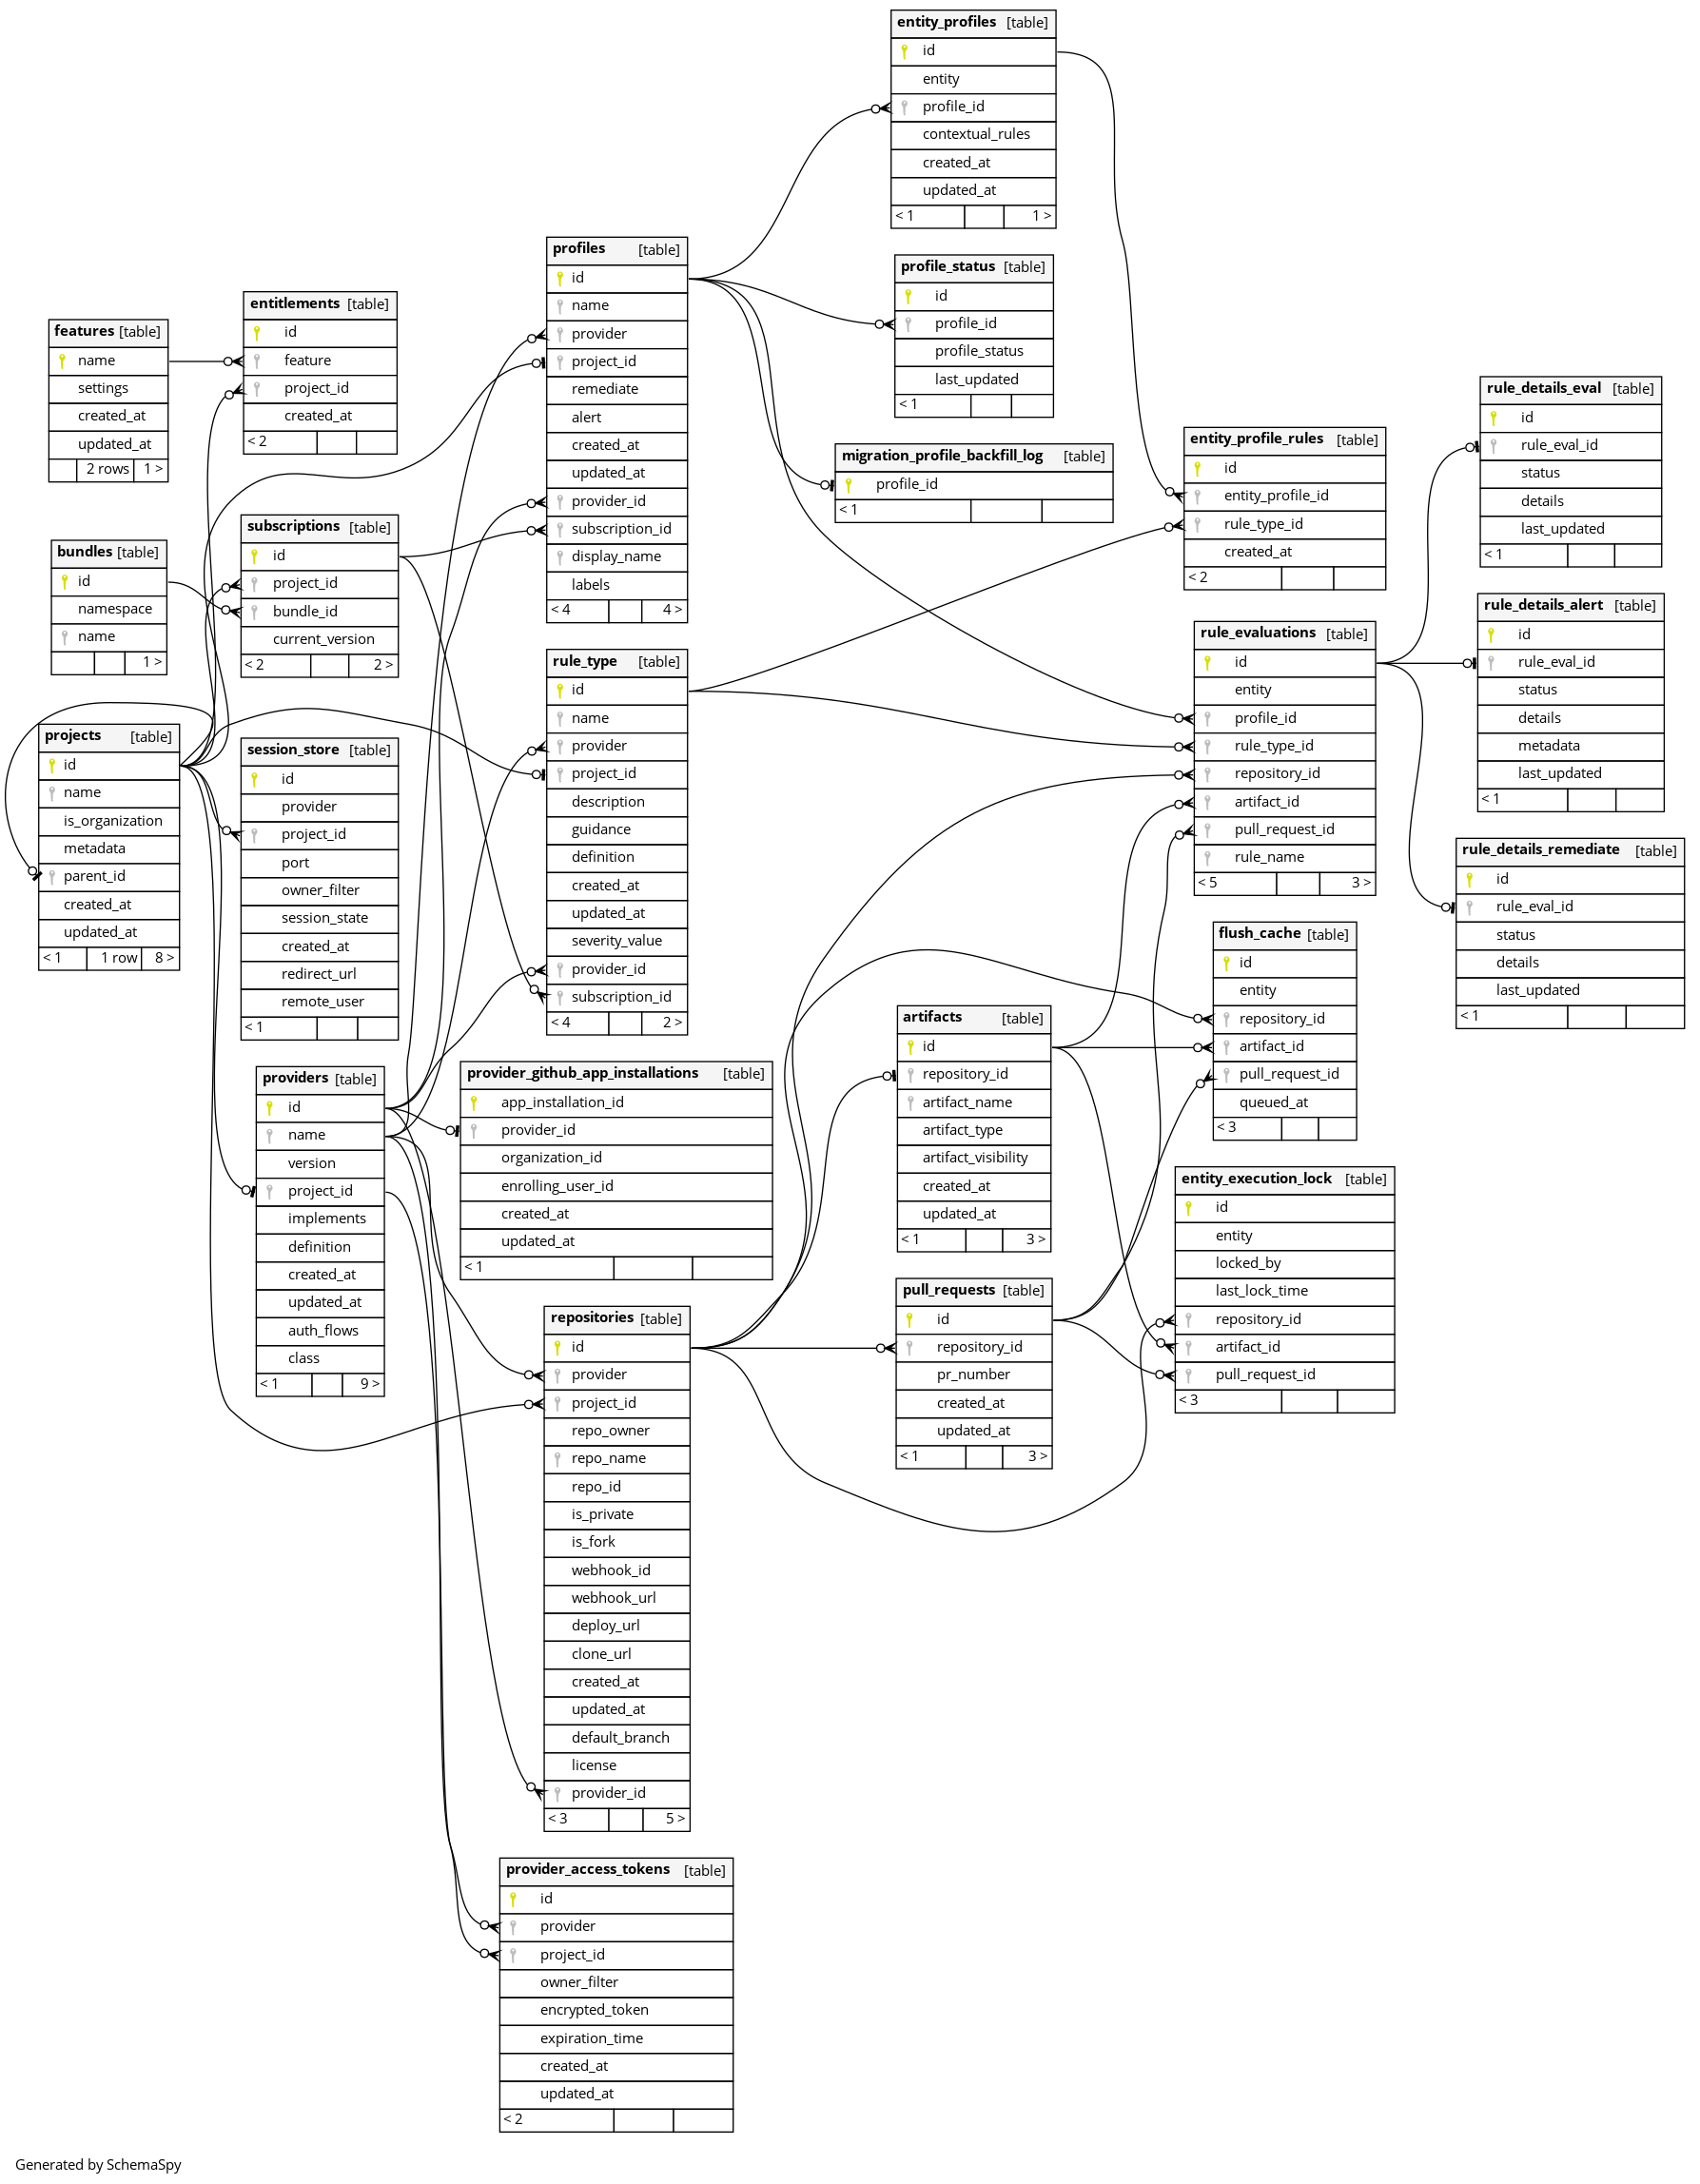 entity_profiles [table]
id
entity
profile_id
contextual_rules
created_at
updated_at
< 1 1 >
profiles [table]
id
name
provider
project_id
remediate
alert
created_at
updated_at
provider_id
subscription_id
display_name
labels
< 4 4 >
profile_status [table]
id
profile_id
profile_status
last_updated
< 1
entitlements [table]
id
feature
project_id
created_at
< 2
features [table]
name
settings
created_at
updated_at
2 rows 1 >
rule_details_eval [table]
id
rule_eval_id
status
details
last_updated
< 1
entity_profile_rules [table]
id
entity_profile_id
rule_type_id
created_at
< 2
migration_profile_backfill_log [table]
profile_id
< 1
subscriptions [table]
id
project_id
bundle_id
current_version
< 2 2 >
bundles [table]
id
namespace
name
1 >
rule_details_alert [table]
id
rule_eval_id
status
details
metadata
last_updated
< 1
rule_evaluations [table]
id
entity
profile_id
rule_type_id
repository_id
artifact_id
pull_request_id
rule_name
< 5 3 >
rule_type [table]
id
name
provider
project_id
description
guidance
definition
created_at
updated_at
severity_value
provider_id
subscription_id
< 4 2 >
projects [table]
id
name
is_organization
metadata
parent_id
created_at
updated_at
< 1 1 row 8 >
session_store [table]
id
provider
project_id
port
owner_filter
session_state
created_at
redirect_url
remote_user
< 1
rule_details_remediate [table]
id
rule_eval_id
status
details
last_updated
< 1
flush_cache [table]
id
entity
repository_id
artifact_id
pull_request_id
queued_at
< 3
artifacts [table]
id
repository_id
artifact_name
artifact_type
artifact_visibility
created_at
updated_at
< 1 3 >
providers [table]
id
name
version
project_id
implements
definition
created_at
updated_at
auth_flows
class
< 1 9 >
provider_github_app_installations [table]
app_installation_id
provider_id
organization_id
enrolling_user_id
created_at
updated_at
< 1
entity_execution_lock [table]
id
entity
locked_by
last_lock_time
repository_id
artifact_id
pull_request_id
< 3
pull_requests [table]
id
repository_id
pr_number
created_at
updated_at
< 1 3 >
repositories [table]
id
provider
project_id
repo_owner
repo_name
repo_id
is_private
is_fork
webhook_id
webhook_url
deploy_url
clone_url
created_at
updated_at
default_branch
license
provider_id
< 3 5 >
provider_access_tokens [table]
id
provider
project_id
owner_filter
encrypted_token
expiration_time
created_at
updated_at
< 2
Generated by SchemaSpy